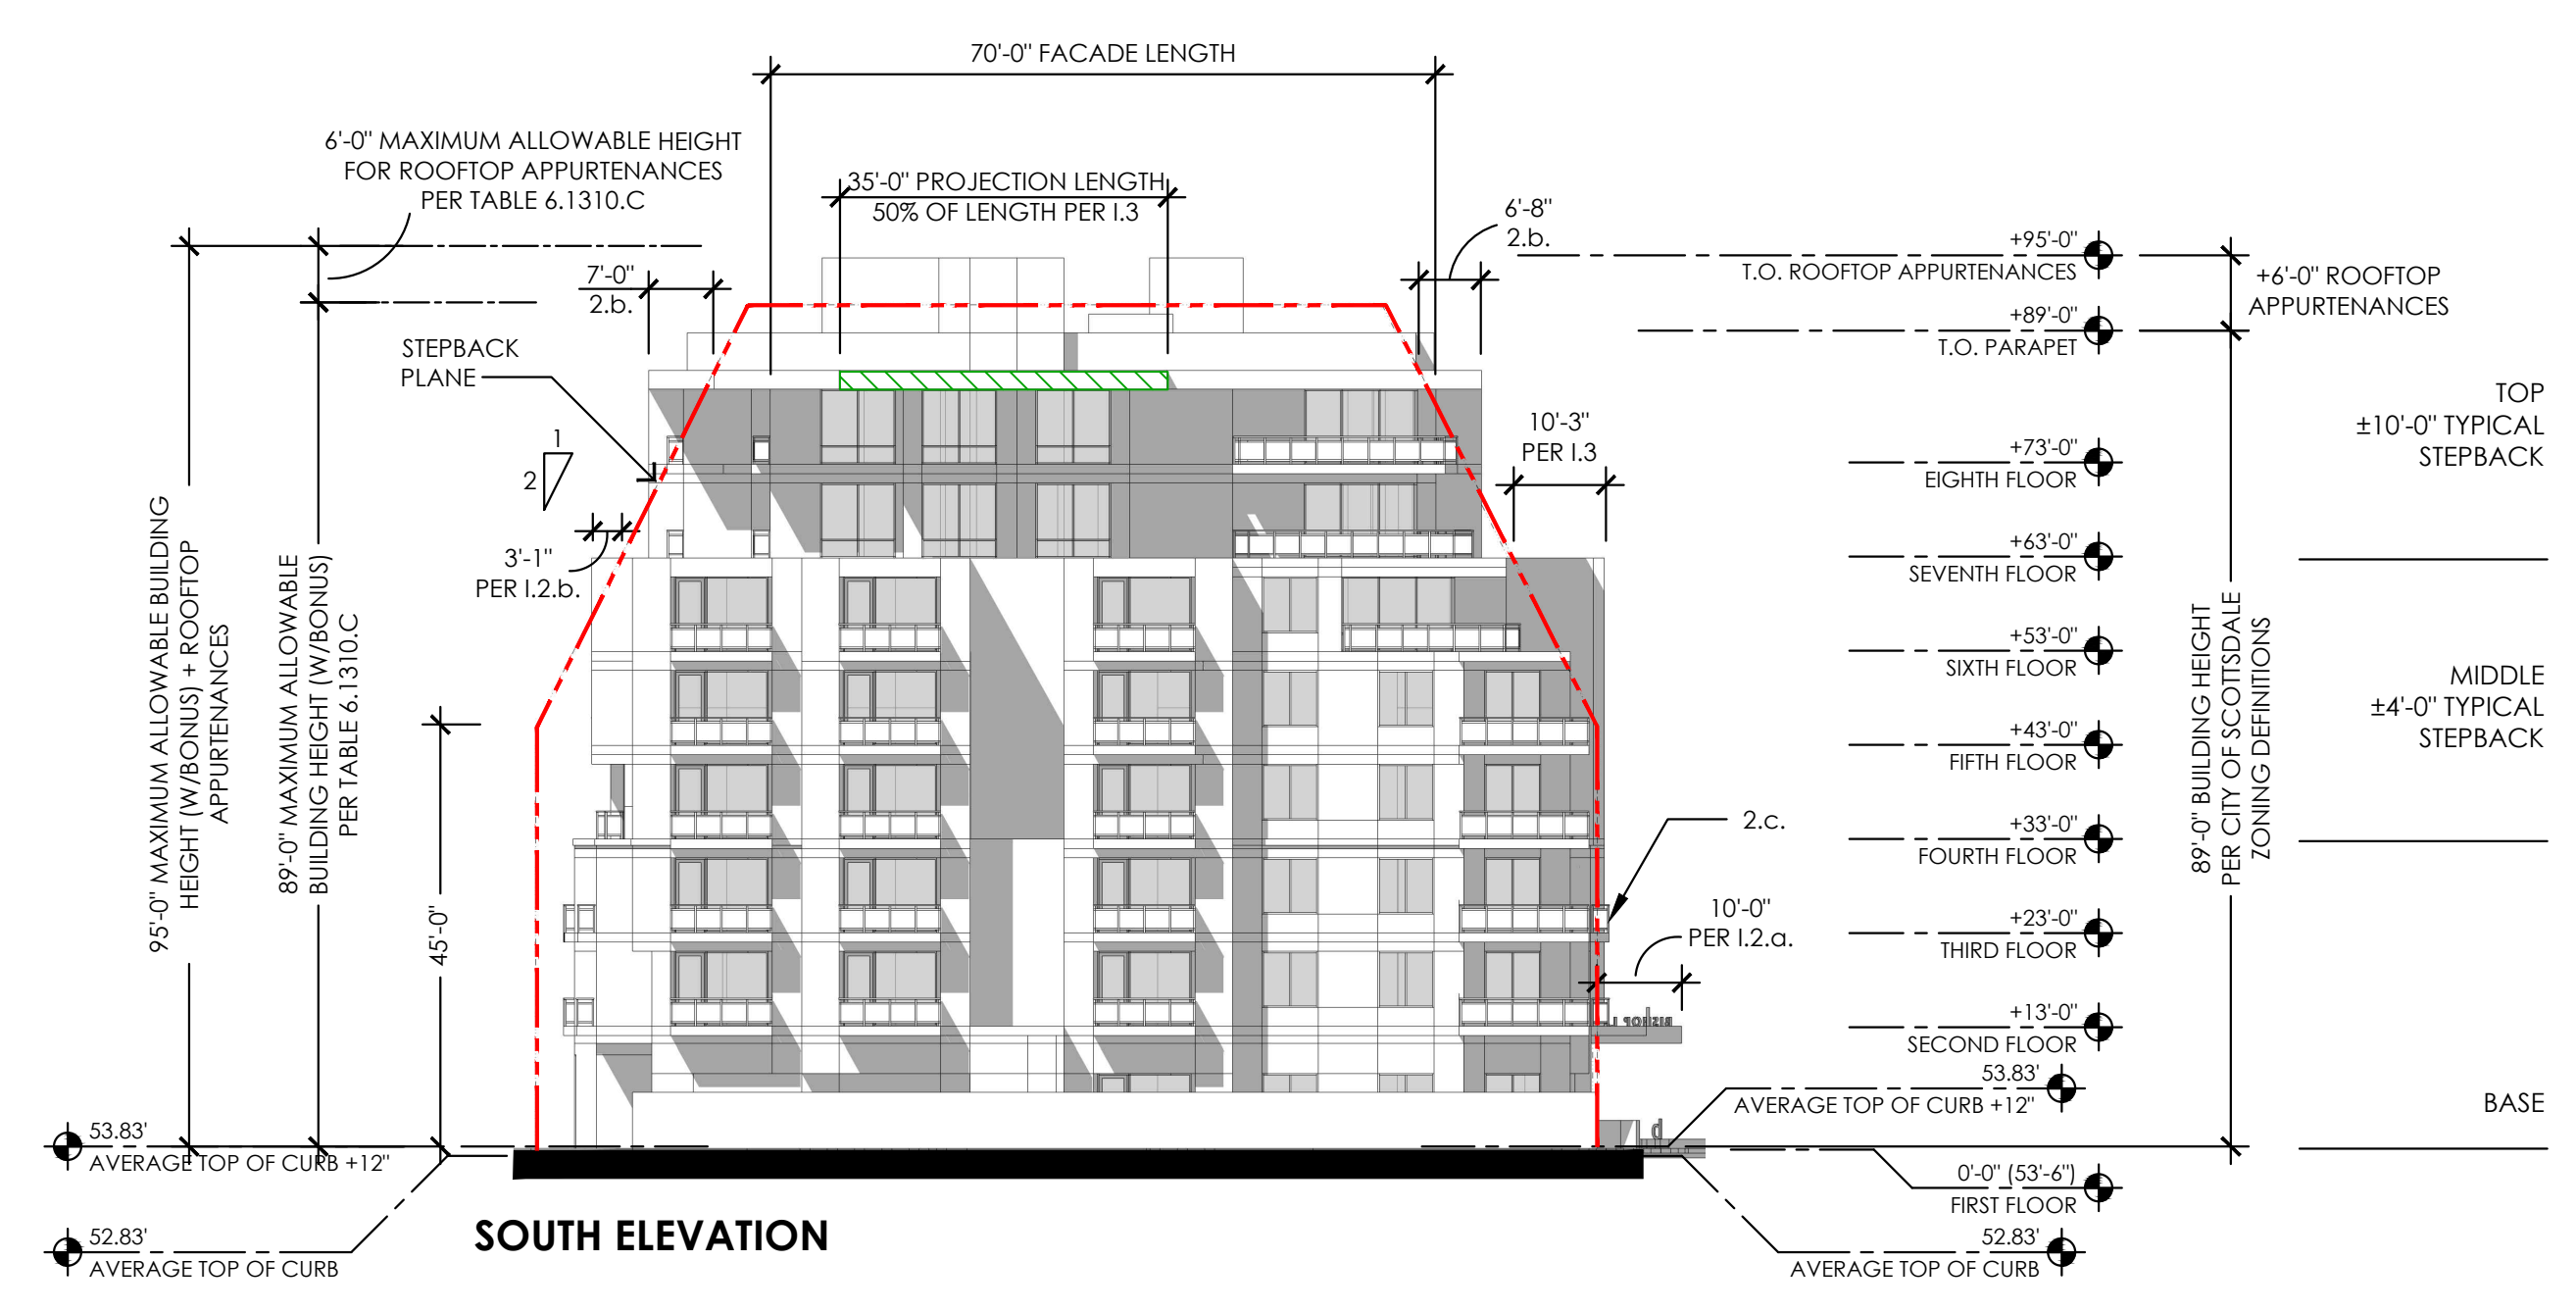 70'-0" FACADE LENGTH
6'-0" MAXIMUM ALLOWABLE HEIGHT
FOR ROOFTOP APPURTENANCES
PER TABLE 6.1310.C
35'-0" PROJECTION LENGTH
50% OF LENGTH PER I.3
6'-8"
2.b.
7'-0"
2.b.
STEPBACK
PLANE
1
2
3'-1"
PER I.2.b.
10'-3"
PER I.3
95'-0" MAXIMUM ALLOWABLE BUILDING
HEIGHT (W/BONUS) + ROOFTOP
APPURTENANCES
89'-0" MAXIMUM ALLOWABLE
BUILDING HEIGHT (W/BONUS)
PER TABLE 6.1310.C
45'-0"
2.c.
10'-0"
PER I.2.a.
BISHOP
b
+95'-0"
T.O. ROOFTOP APPURTENANCES
+89'-0"
T.O. PARAPET
+73'-0"
EIGHTH FLOOR
+63'-0"
SEVENTH FLOOR
+53'-0"
SIXTH FLOOR
+43'-0"
FIFTH FLOOR
+33'-0"
FOURTH FLOOR
+23'-0"
THIRD FLOOR
+13'-0"
SECOND FLOOR
53.83'
AVERAGE TOP OF CURB +12"
0'-0" (53'-6")
FIRST FLOOR
52.83'
AVERAGE TOP OF CURB
+6'-0" ROOFTOP
APPURTENANCES
89'-0" BUILDING HEIGHT
PER CITY OF SCOTTSDALE
ZONING DEFINITIONS
TOP
±10'-0" TYPICAL
STEPBACK
MIDDLE
±4'-0" TYPICAL
STEPBACK
BASE
53.83'
AVERAGE TOP OF CURB +12"
52.83'
AVERAGE TOP OF CURB
SOUTH ELEVATION